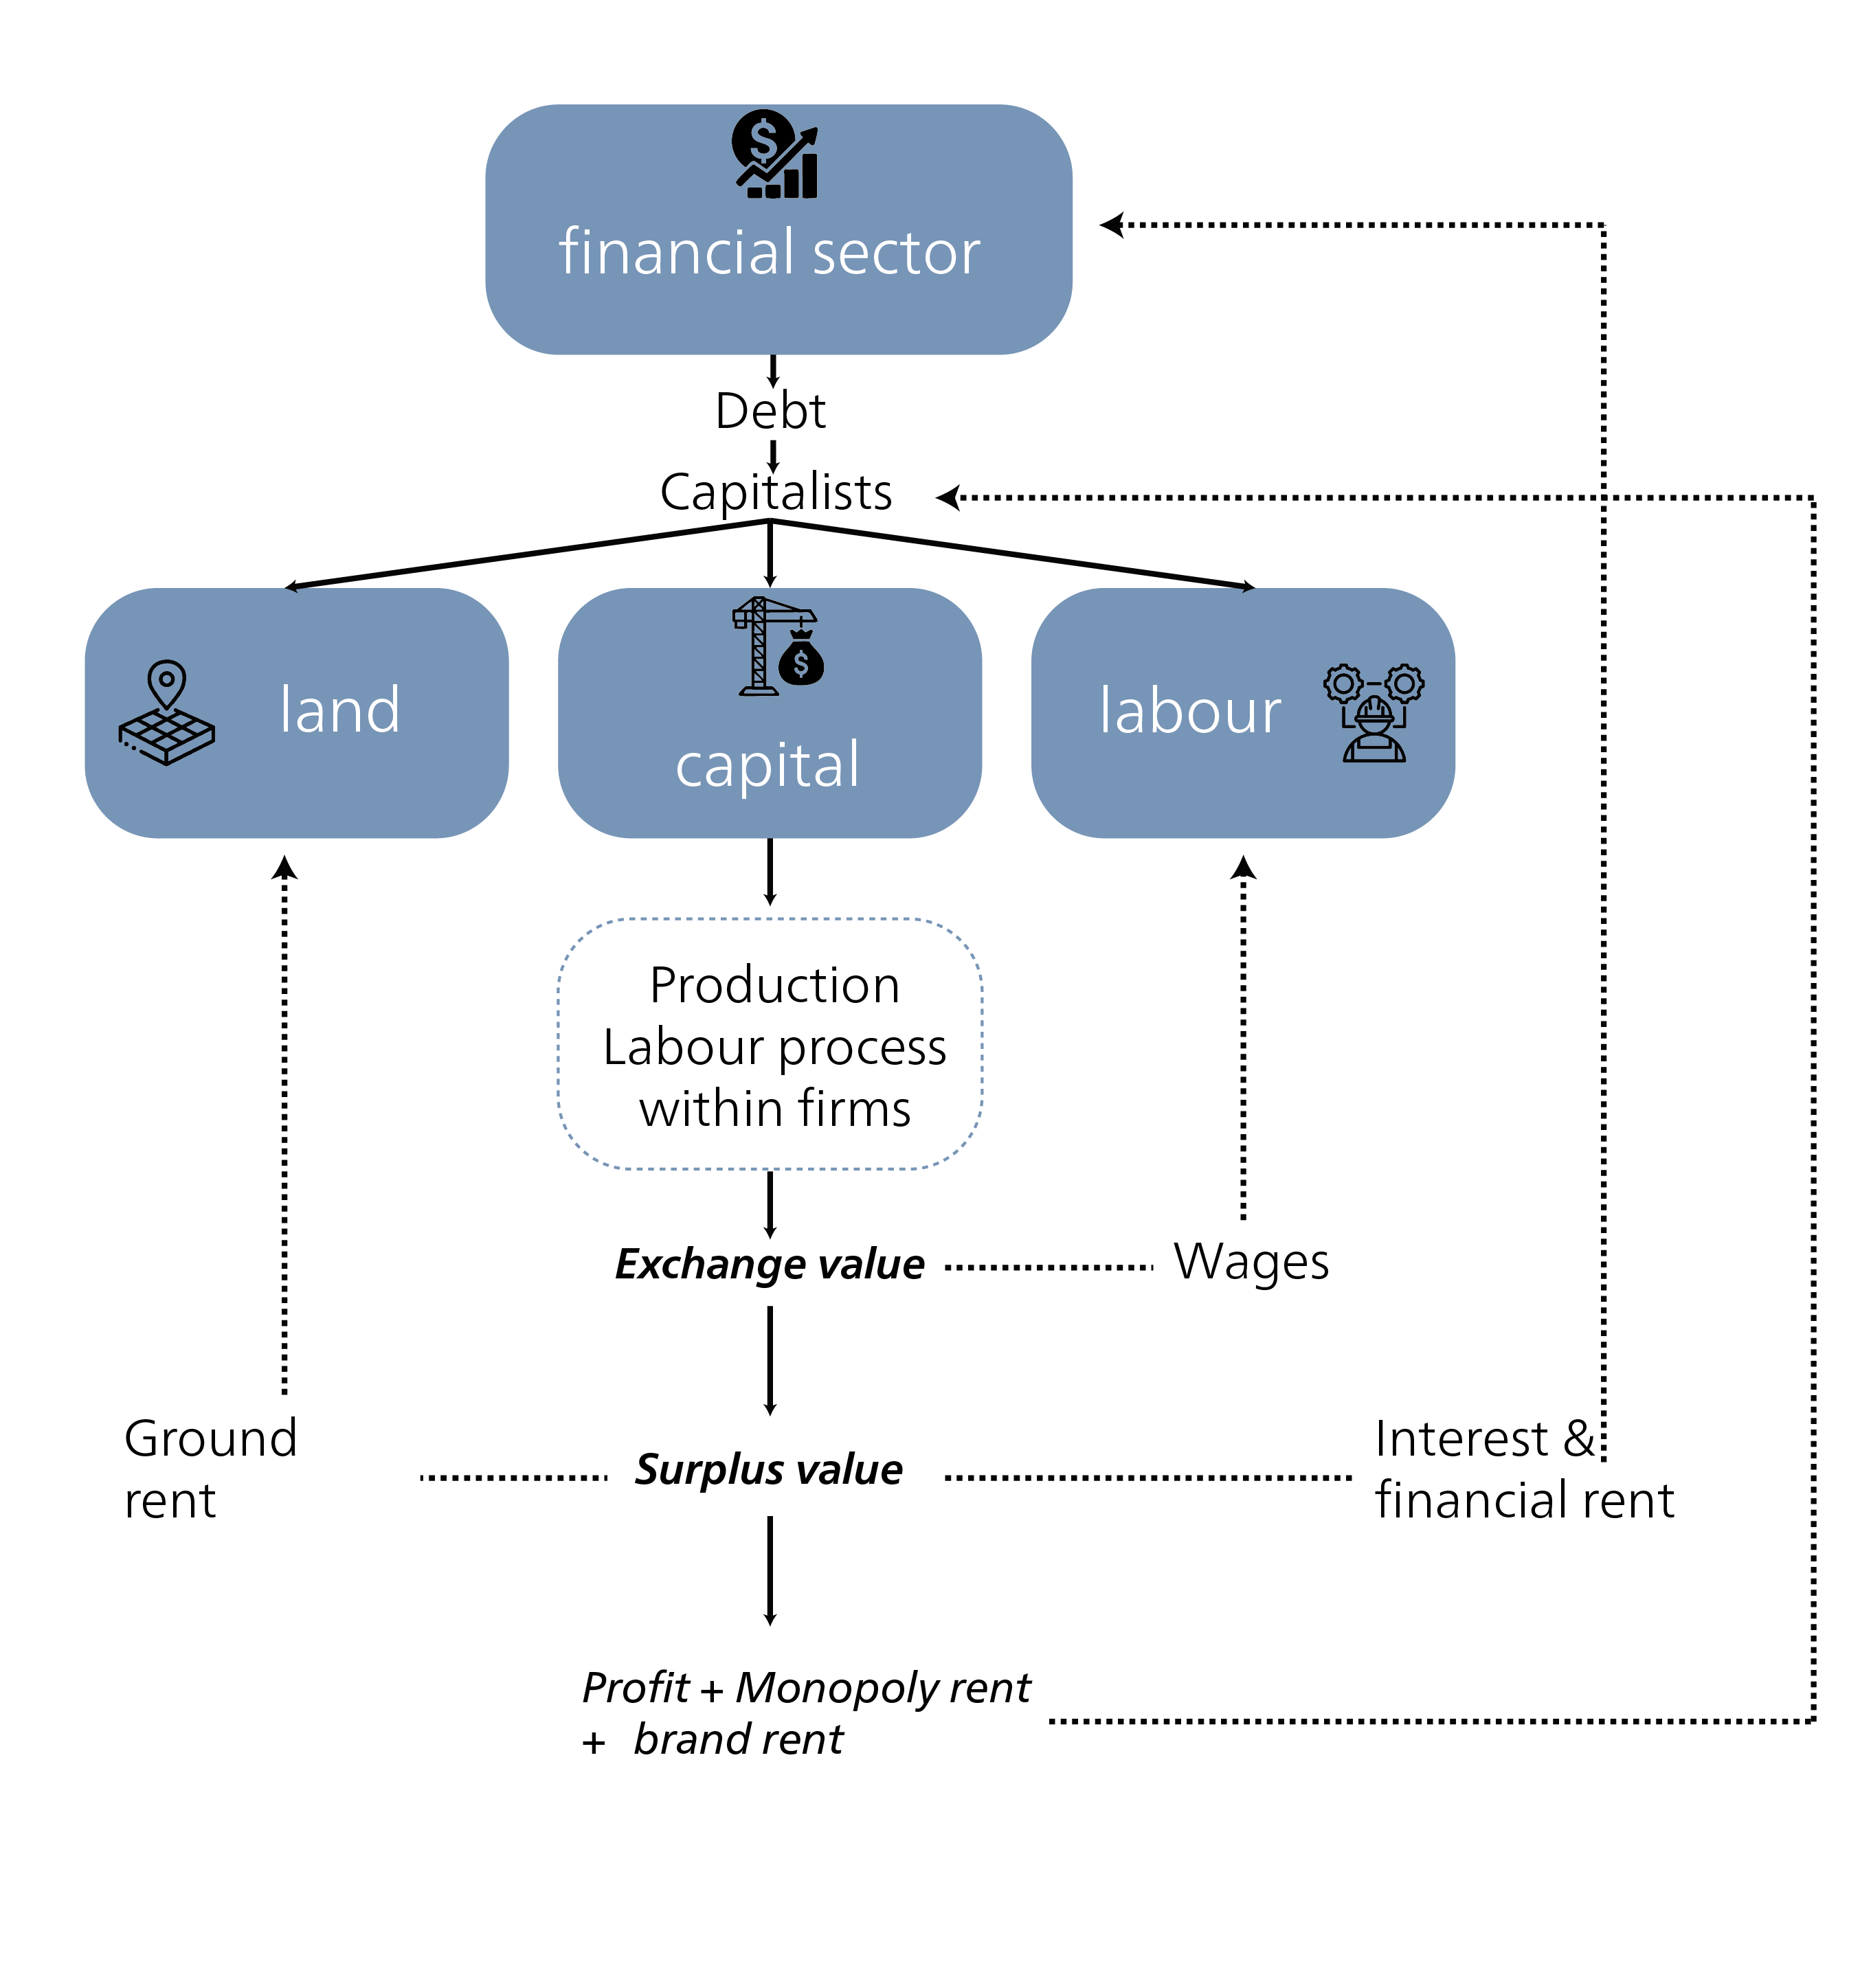 financial sector
Debt
Capitalists
land
capital
labour
Production
Labour process
within firms
Exchange value
Wages
Ground
rent
Surplus value
Interest &
financial rent
Profit + Monopoly rent
+ brand rent